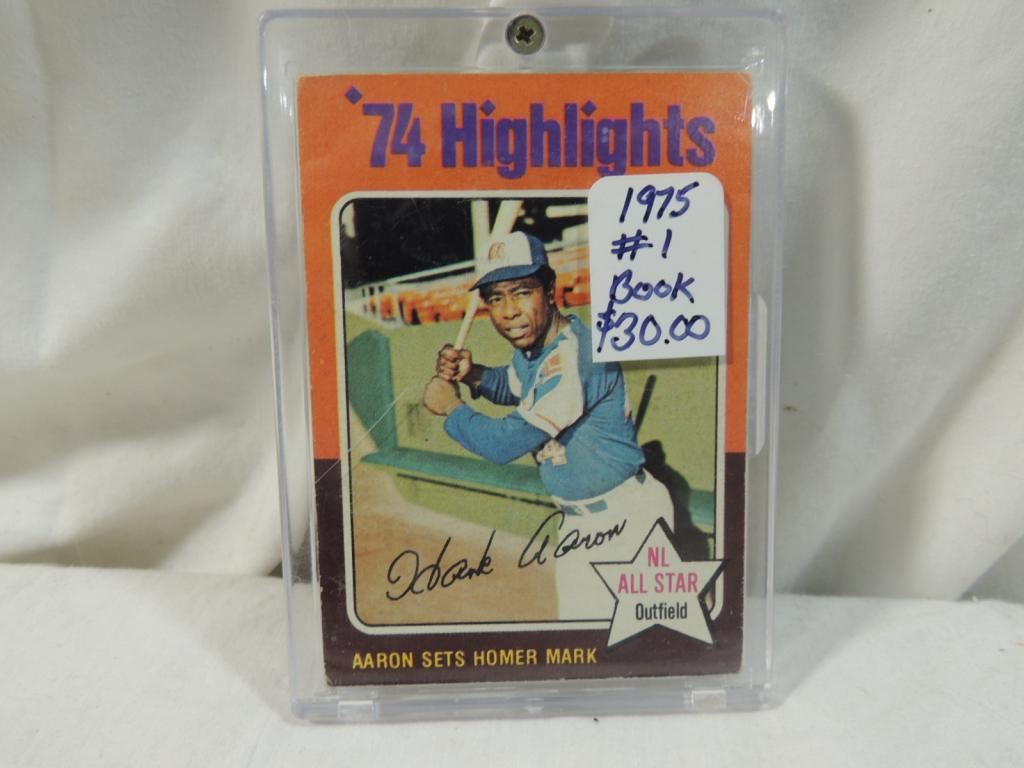 '74 Highlights
1975
#1
Book
$30.00
Hank Aaron
NL
ALL STAR
Outfield
AARON SETS HOMER MARK